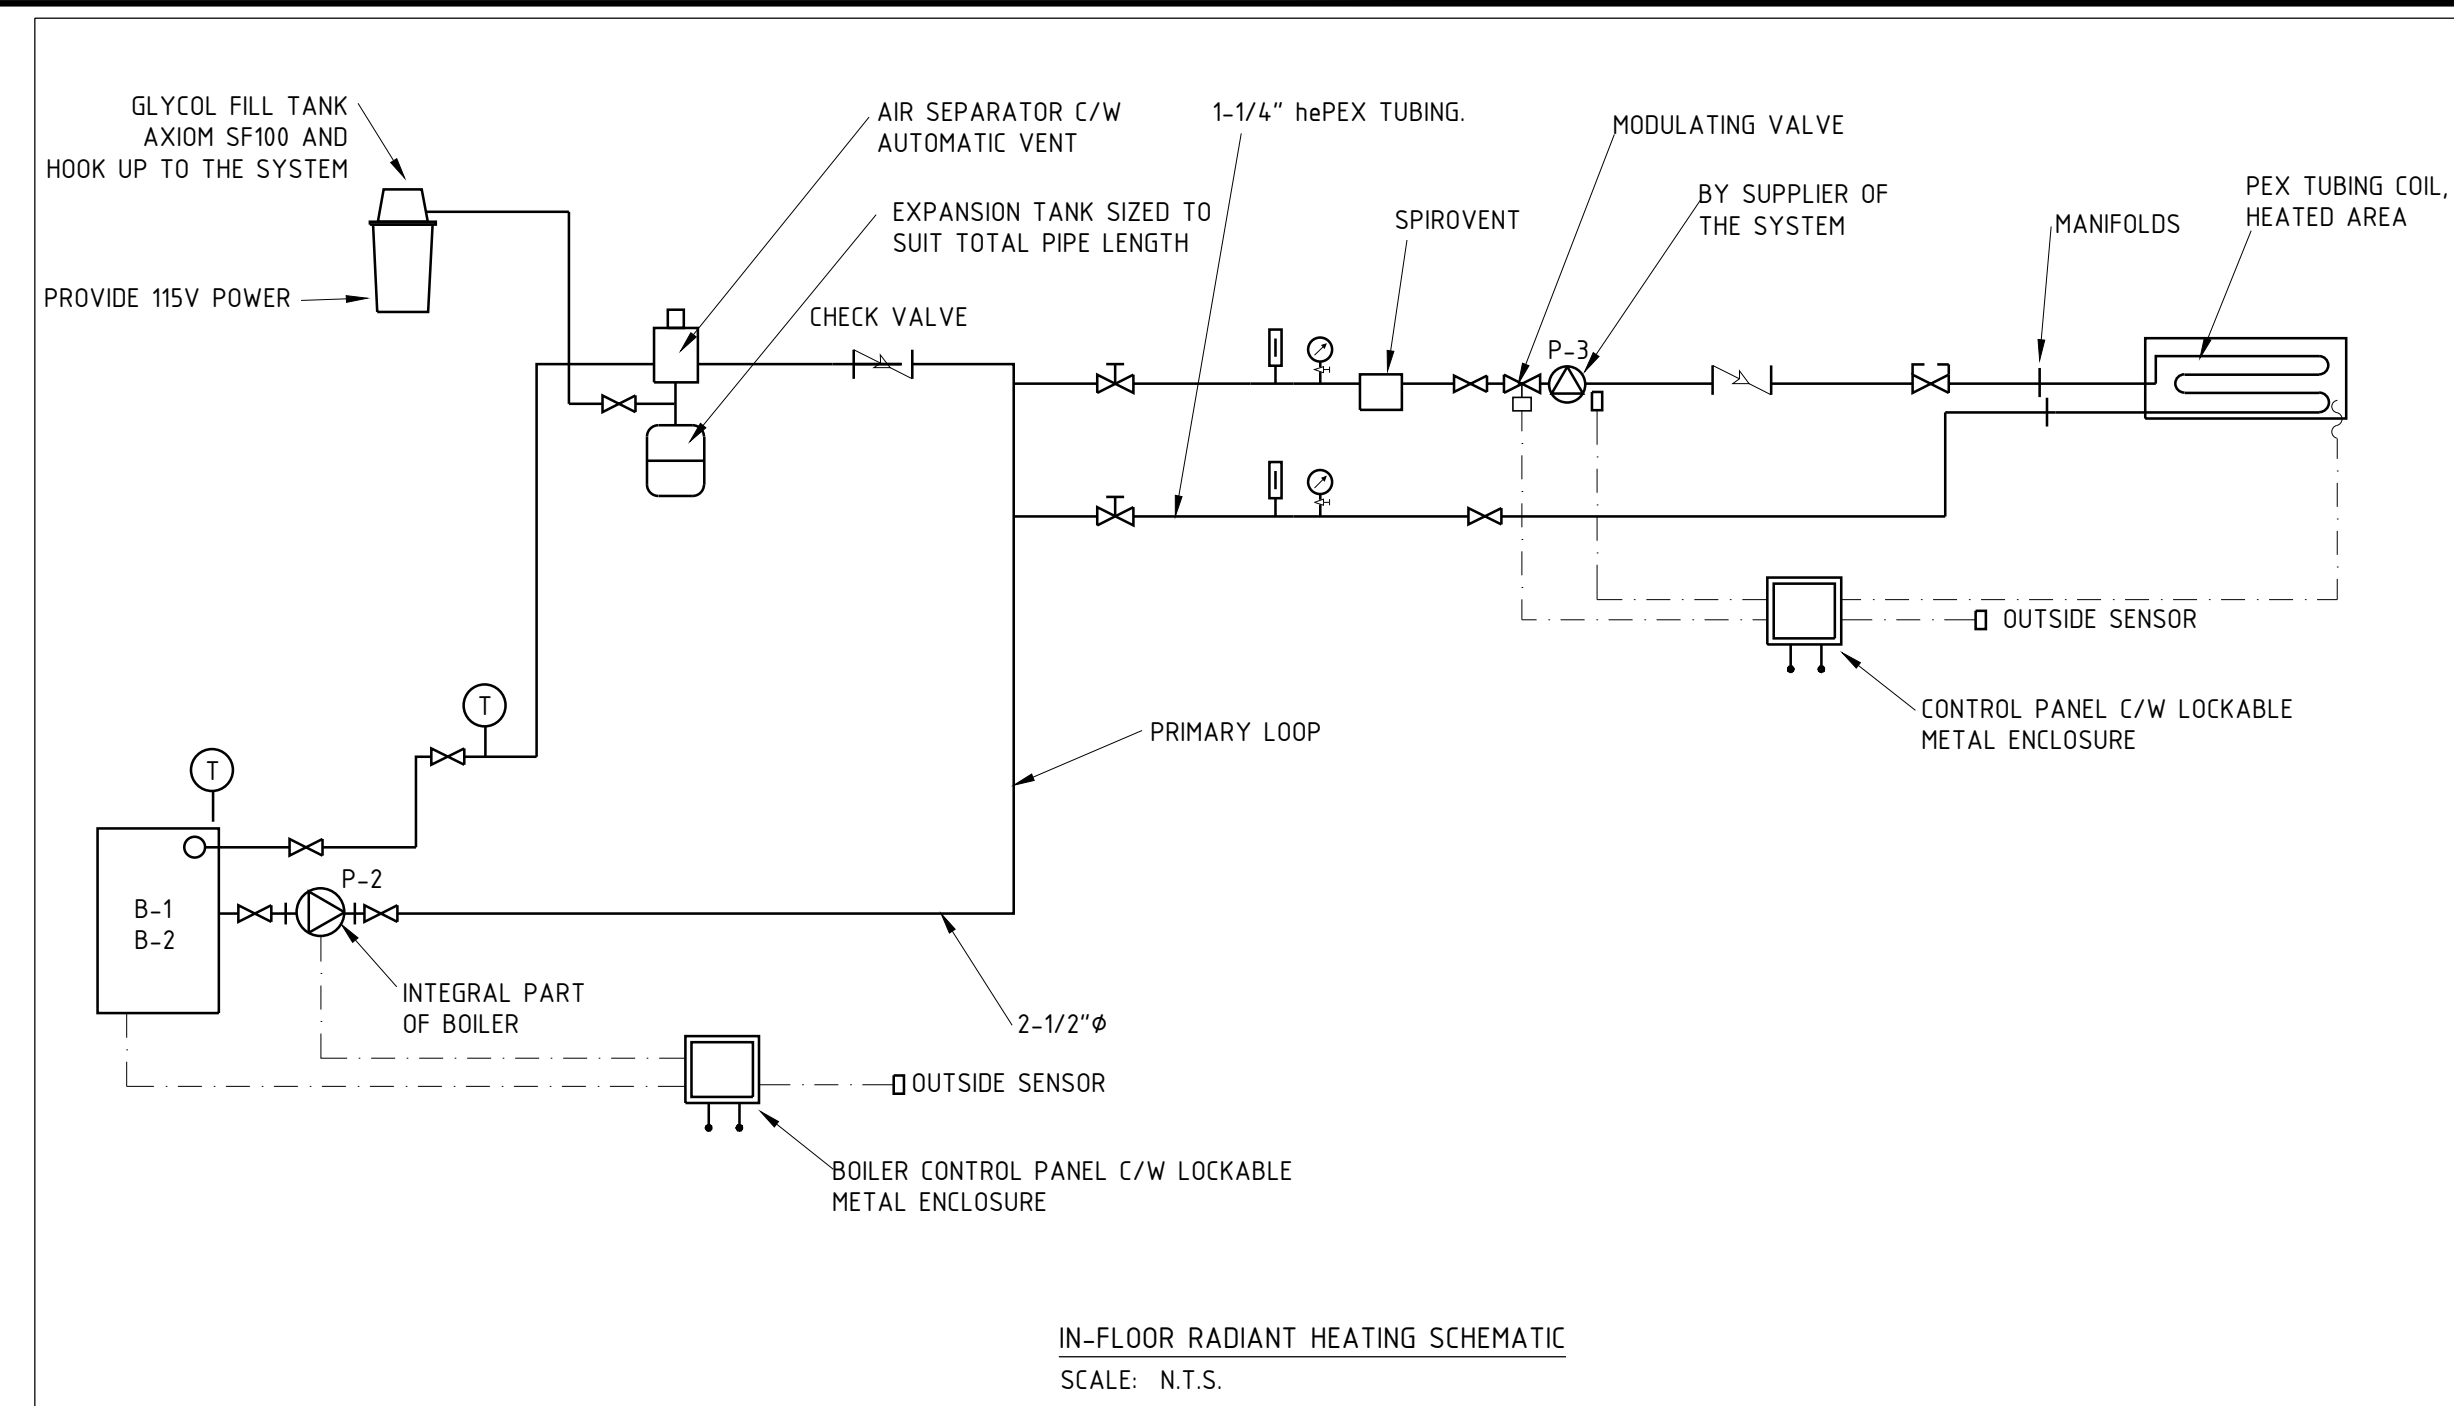 GLYCOL FILL TANK
AXIOM SF100 AND
HOOK UP TO THE SYSTEM
PROVIDE 115V POWER
AIR SEPARATOR C/W
AUTOMATIC VENT
EXPANSION TANK SIZED TO
SUIT TOTAL PIPE LENGTH
CHECK VALVE
1-1/4" hePEX TUBING.
SPIROVENT
MODULATING VALVE
BY SUPPLIER OF
THE SYSTEM
P-3
MANIFOLDS
PEX TUBING COIL,
HEATED AREA
OUTSIDE SENSOR
CONTROL PANEL C/W LOCKABLE
METAL ENCLOSURE
PRIMARY LOOP
T
T
P-2
B-1
B-2
INTEGRAL PART
OF BOILER
2-1/2"Ø
OUTSIDE SENSOR
BOILER CONTROL PANEL C/W LOCKABLE
METAL ENCLOSURE
IN-FLOOR RADIANT HEATING SCHEMATIC
SCALE: N.T.S.